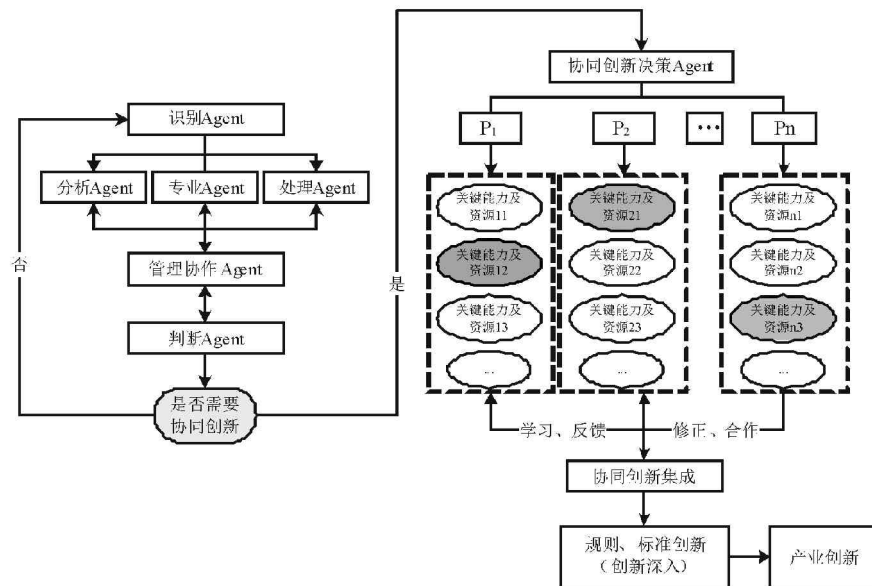 协同创新决策Agent
P1
P2
...
Pn
识别Agent
分析Agent
专业Agent
处理Agent
管理协作 Agent
判断Agent
是否需要
协同创新
否
是
关键能力及
资源11
关键能力及
资源12
关键能力及
资源13
...
关键能力及
资源21
关键能力及
资源22
关键能力及
资源23
...
关键能力及
资源n1
关键能力及
资源n2
关键能力及
资源n3
...
学习、反馈
修正、合作
协同创新集成
规则、标准创新
（创新深入）
产业创新